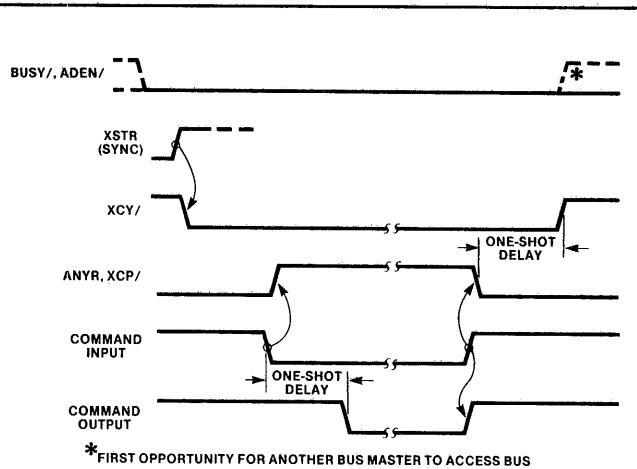 BUSY/, ADEN/
*
XSTR
(SYNC)
XCY/
ONE-SHOT
DELAY
ANYR, XCP/
COMMAND
INPUT
ONE-SHOT
DELAY
COMMAND
OUTPUT
*FIRST OPPORTUNITY FOR ANOTHER BUS MASTER TO ACCESS BUS